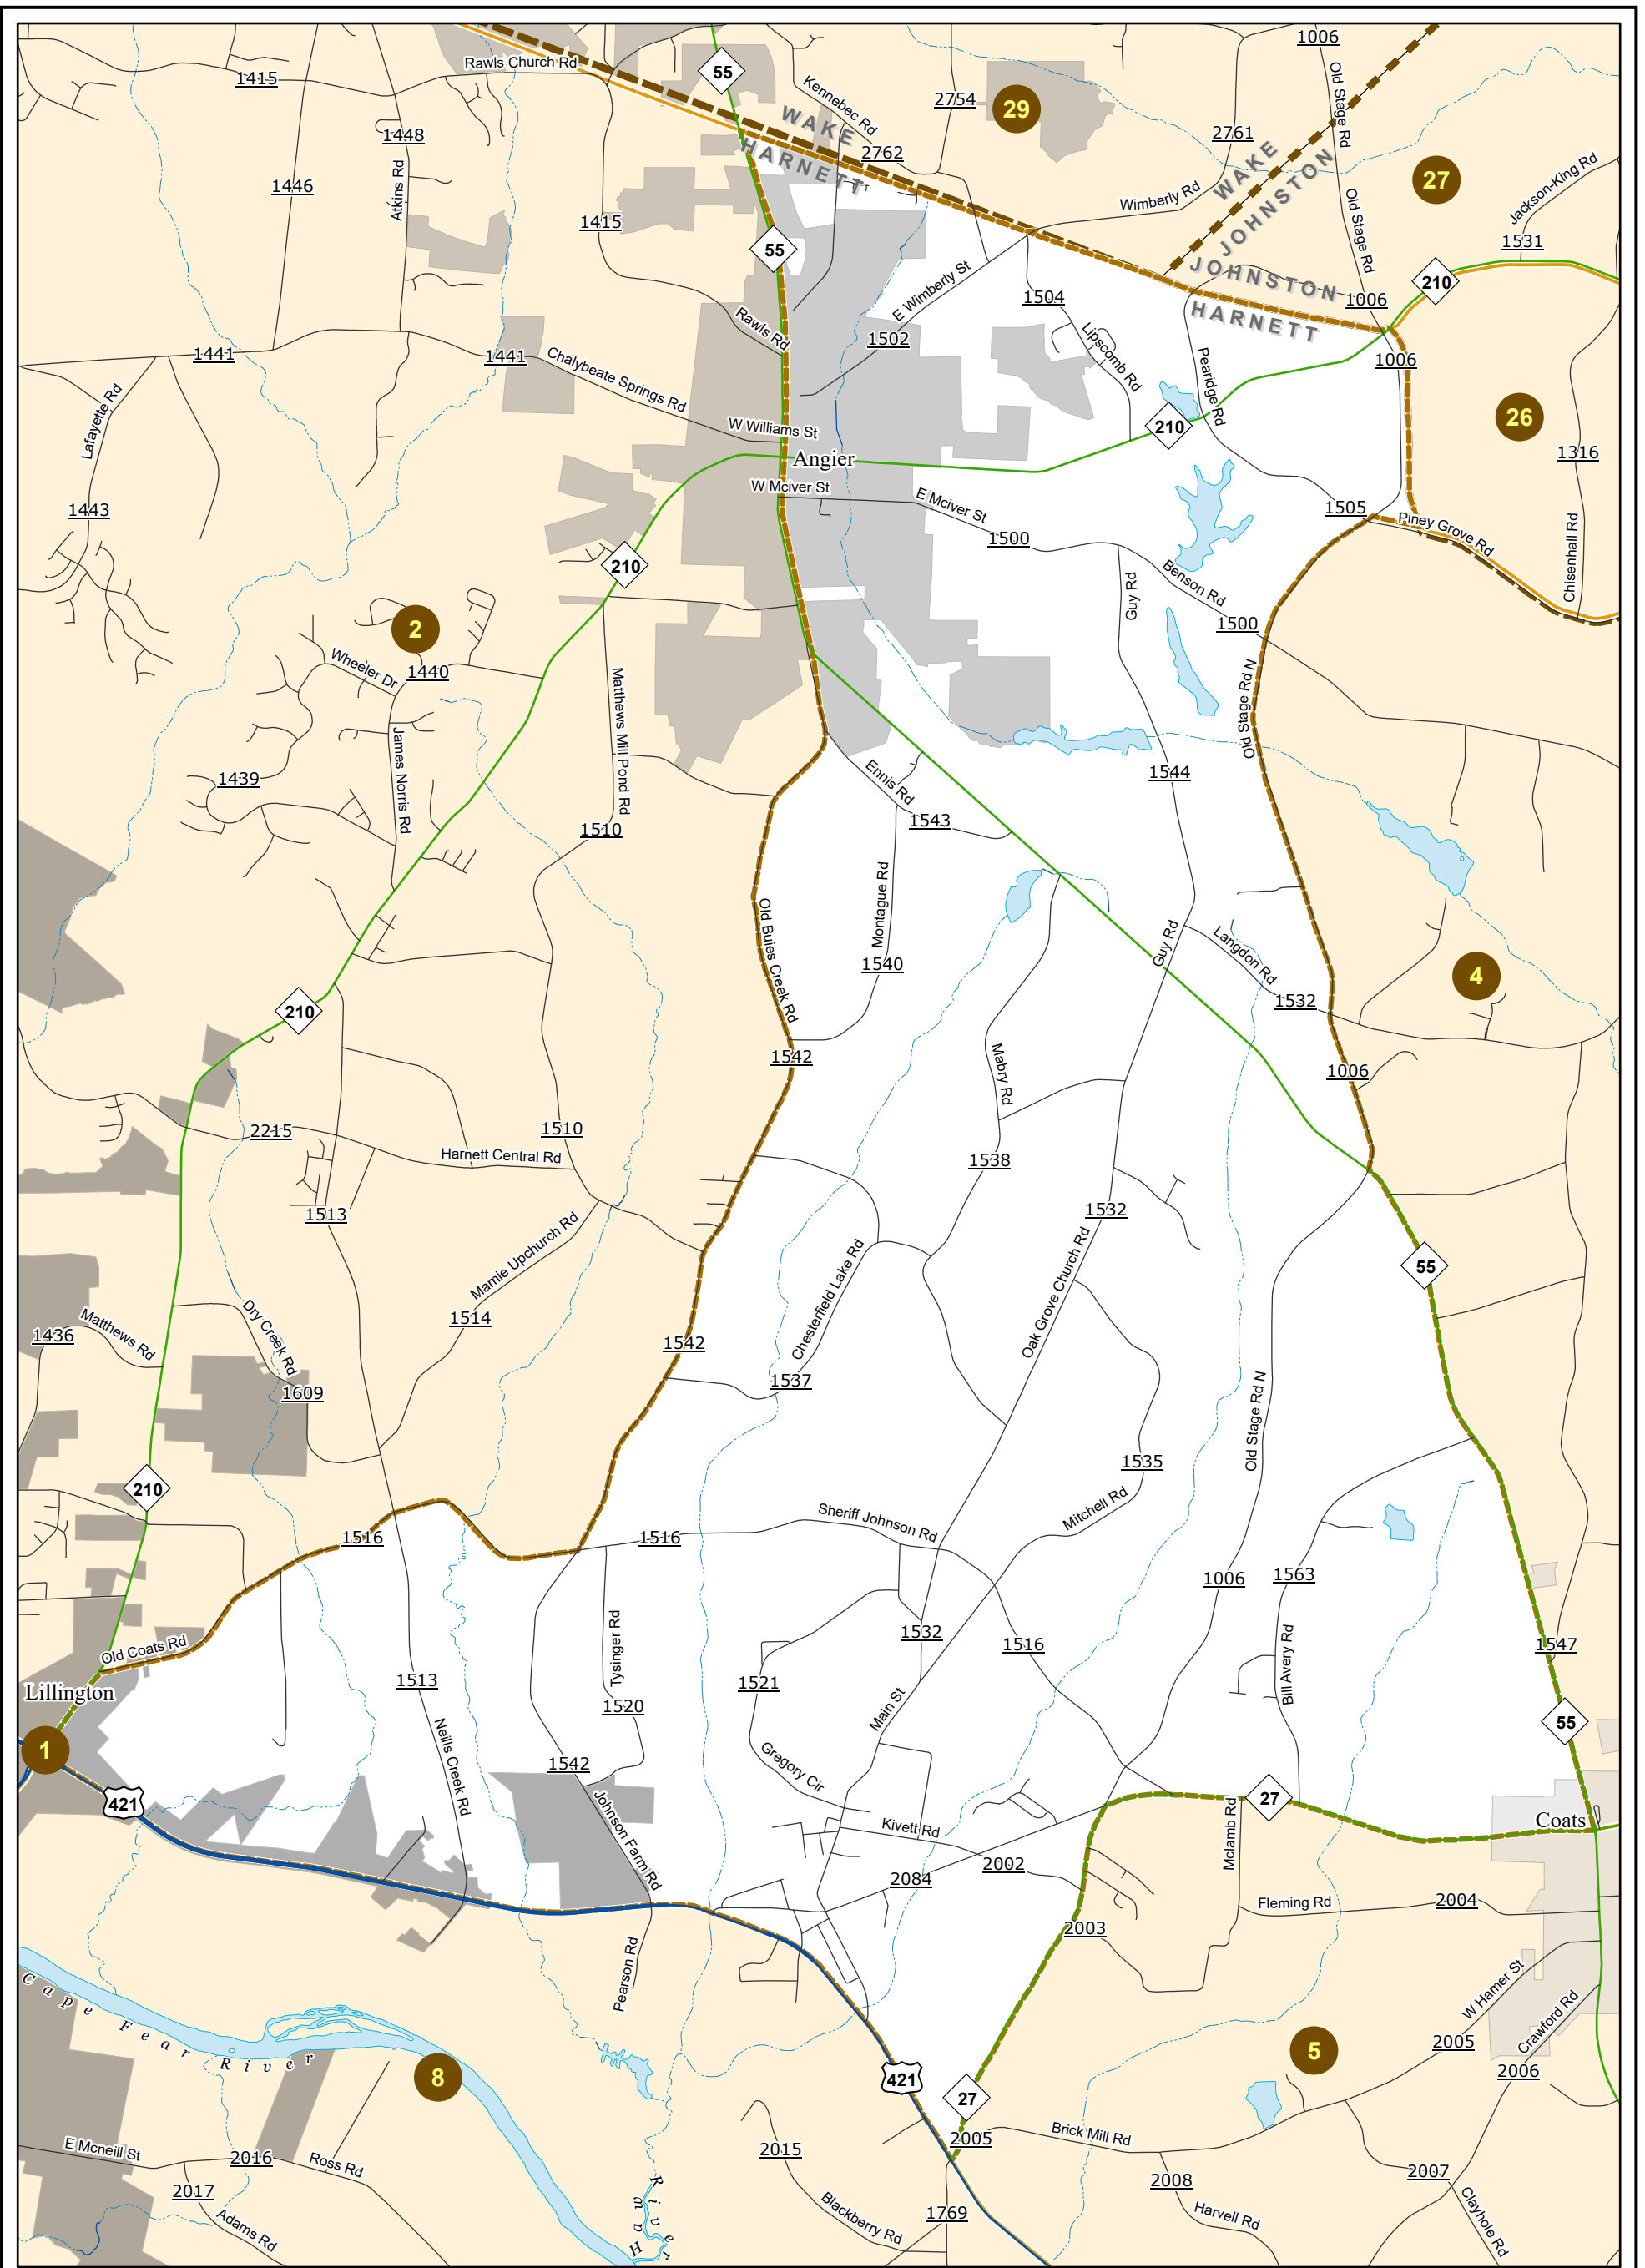 1006
Rawls Church Rd
55
1415
Kennebec Rd
2754
29
Old Stage Rd
WAKE
1448
2761
HARNETT
2762
WAKE
JOHNSTON
27
Jackson-King Rd
1446
Atkins Rd
Wimberly Rd
1415
Old Stage Rd
1531
55
JOHNSTON
210
E Wimberly St
1504
1006
HARNETT
Rawls Rd
1502
Lipscomb Rd
1441
1441
Chalybeate Springs Rd
Pearidge Rd
1006
Lafayette Rd
W Williams St
210
26
Angier
1316
W Mciver St
E Mciver St
1443
1505
Piney Grove Rd
1500
Chisenhall Rd
210
Benson Rd
Guy Rd
2
1500
Wheeler Dr
1440
Matthews Mill Pond Rd
Old Stage Rd N
James Norris Rd
1439
Ennis Rd
1544
1510
1543
Montague Rd
Old Buies Creek Rd
Guy Rd
Langdon Rd
1540
4
210
1532
1542
Mabry Rd
1006
2215
1510
Harnett Central Rd
1538
1513
1532
Mamie Upchurch Rd
55
Chesterfield Lake Rd
Oak Grove Church Rd
Dry Creek Rd
1514
1436
Matthews Rd
1542
1537
1609
Old Stage Rd N
1535
210
Mitchell Rd
Sheriff Johnson Rd
1516
1516
1006
1563
Tysinger Rd
1532
1516
1547
Old Coats Rd
Bill Avery Rd
1513
1521
Lillington
1520
Main St
55
1
1542
Neills Creek Rd
Gregory Cir
421
27
Johnson Farm Rd
Kivett Rd
Mclamb Rd
Coats
2002
2084
Fleming Rd
2004
2003
Pearson Rd
Cape Fear River
W Hamer St
Crawford Rd
5
2005
8
421
2006
27
2005
Brick Mill Rd
E Mcneill St
2015
2016
Ross Rd
2007
2008
2017
River
Ham
Blackberry Rd
1769
Harvell Rd
Clayhole Rd
Adams Rd